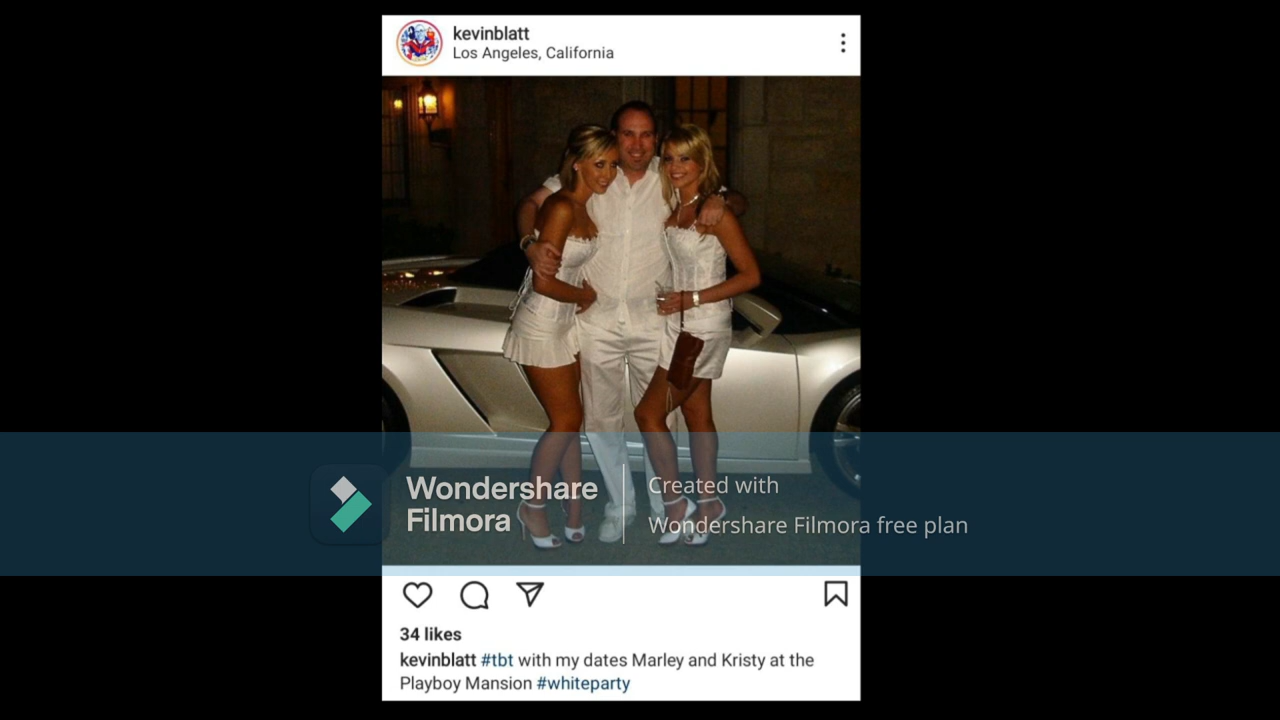 kevinblatt
Los Angeles, California
Wondershare
Filmora
Created with
Wondershare Filmora free plan
34 likes
kevinblatt #tbt with my dates Marley and Kristy at the
Playboy Mansion #whiteparty